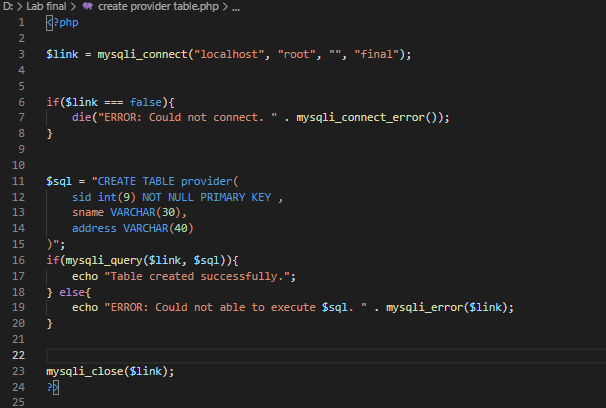 D: > Lab final > create provider table.php > ...
1 <?php
2
3 $link = mysqli_connect("localhost", "root", "", "final");
4
5
6 if($link === false){
7 die("ERROR: Could not connect. " . mysqli_connect_error());
8 }
9
10
11 $sql = "CREATE TABLE provider(
12 sid int(9) NOT NULL PRIMARY KEY ,
13 sname VARCHAR(30),
14 address VARCHAR(40)
15 )";
16 if(mysqli_query($link, $sql)){
17 echo "Table created successfully.";
18 } else{
19 echo "ERROR: Could not able to execute $sql. " . mysqli_error($link);
20 }
21
22
23 mysqli_close($link);
24 ?>
25